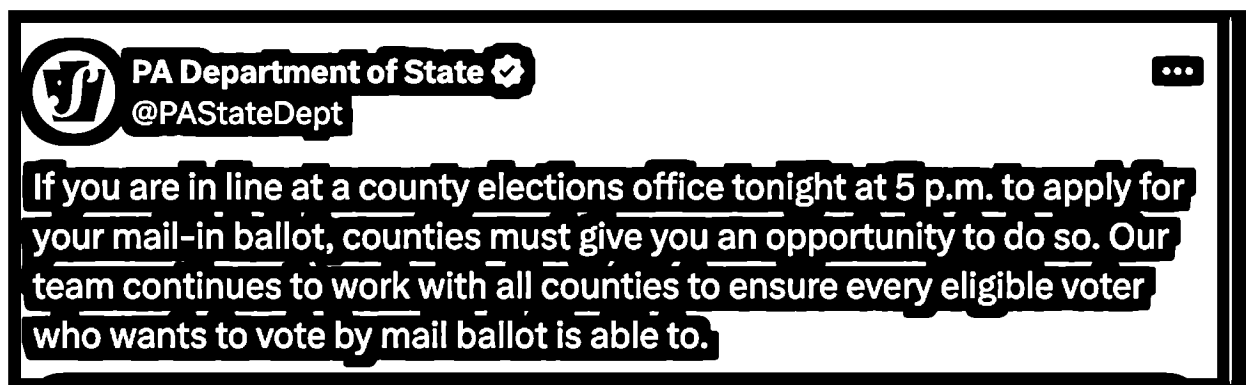 PA Department of State
@PAStateDept
If you are in line at a county elections office tonight at 5 p.m. to apply for
your mail-in ballot, counties must give you an opportunity to do so. Our
team continues to work with all counties to ensure every eligible voter
who wants to vote by mail ballot is able to.